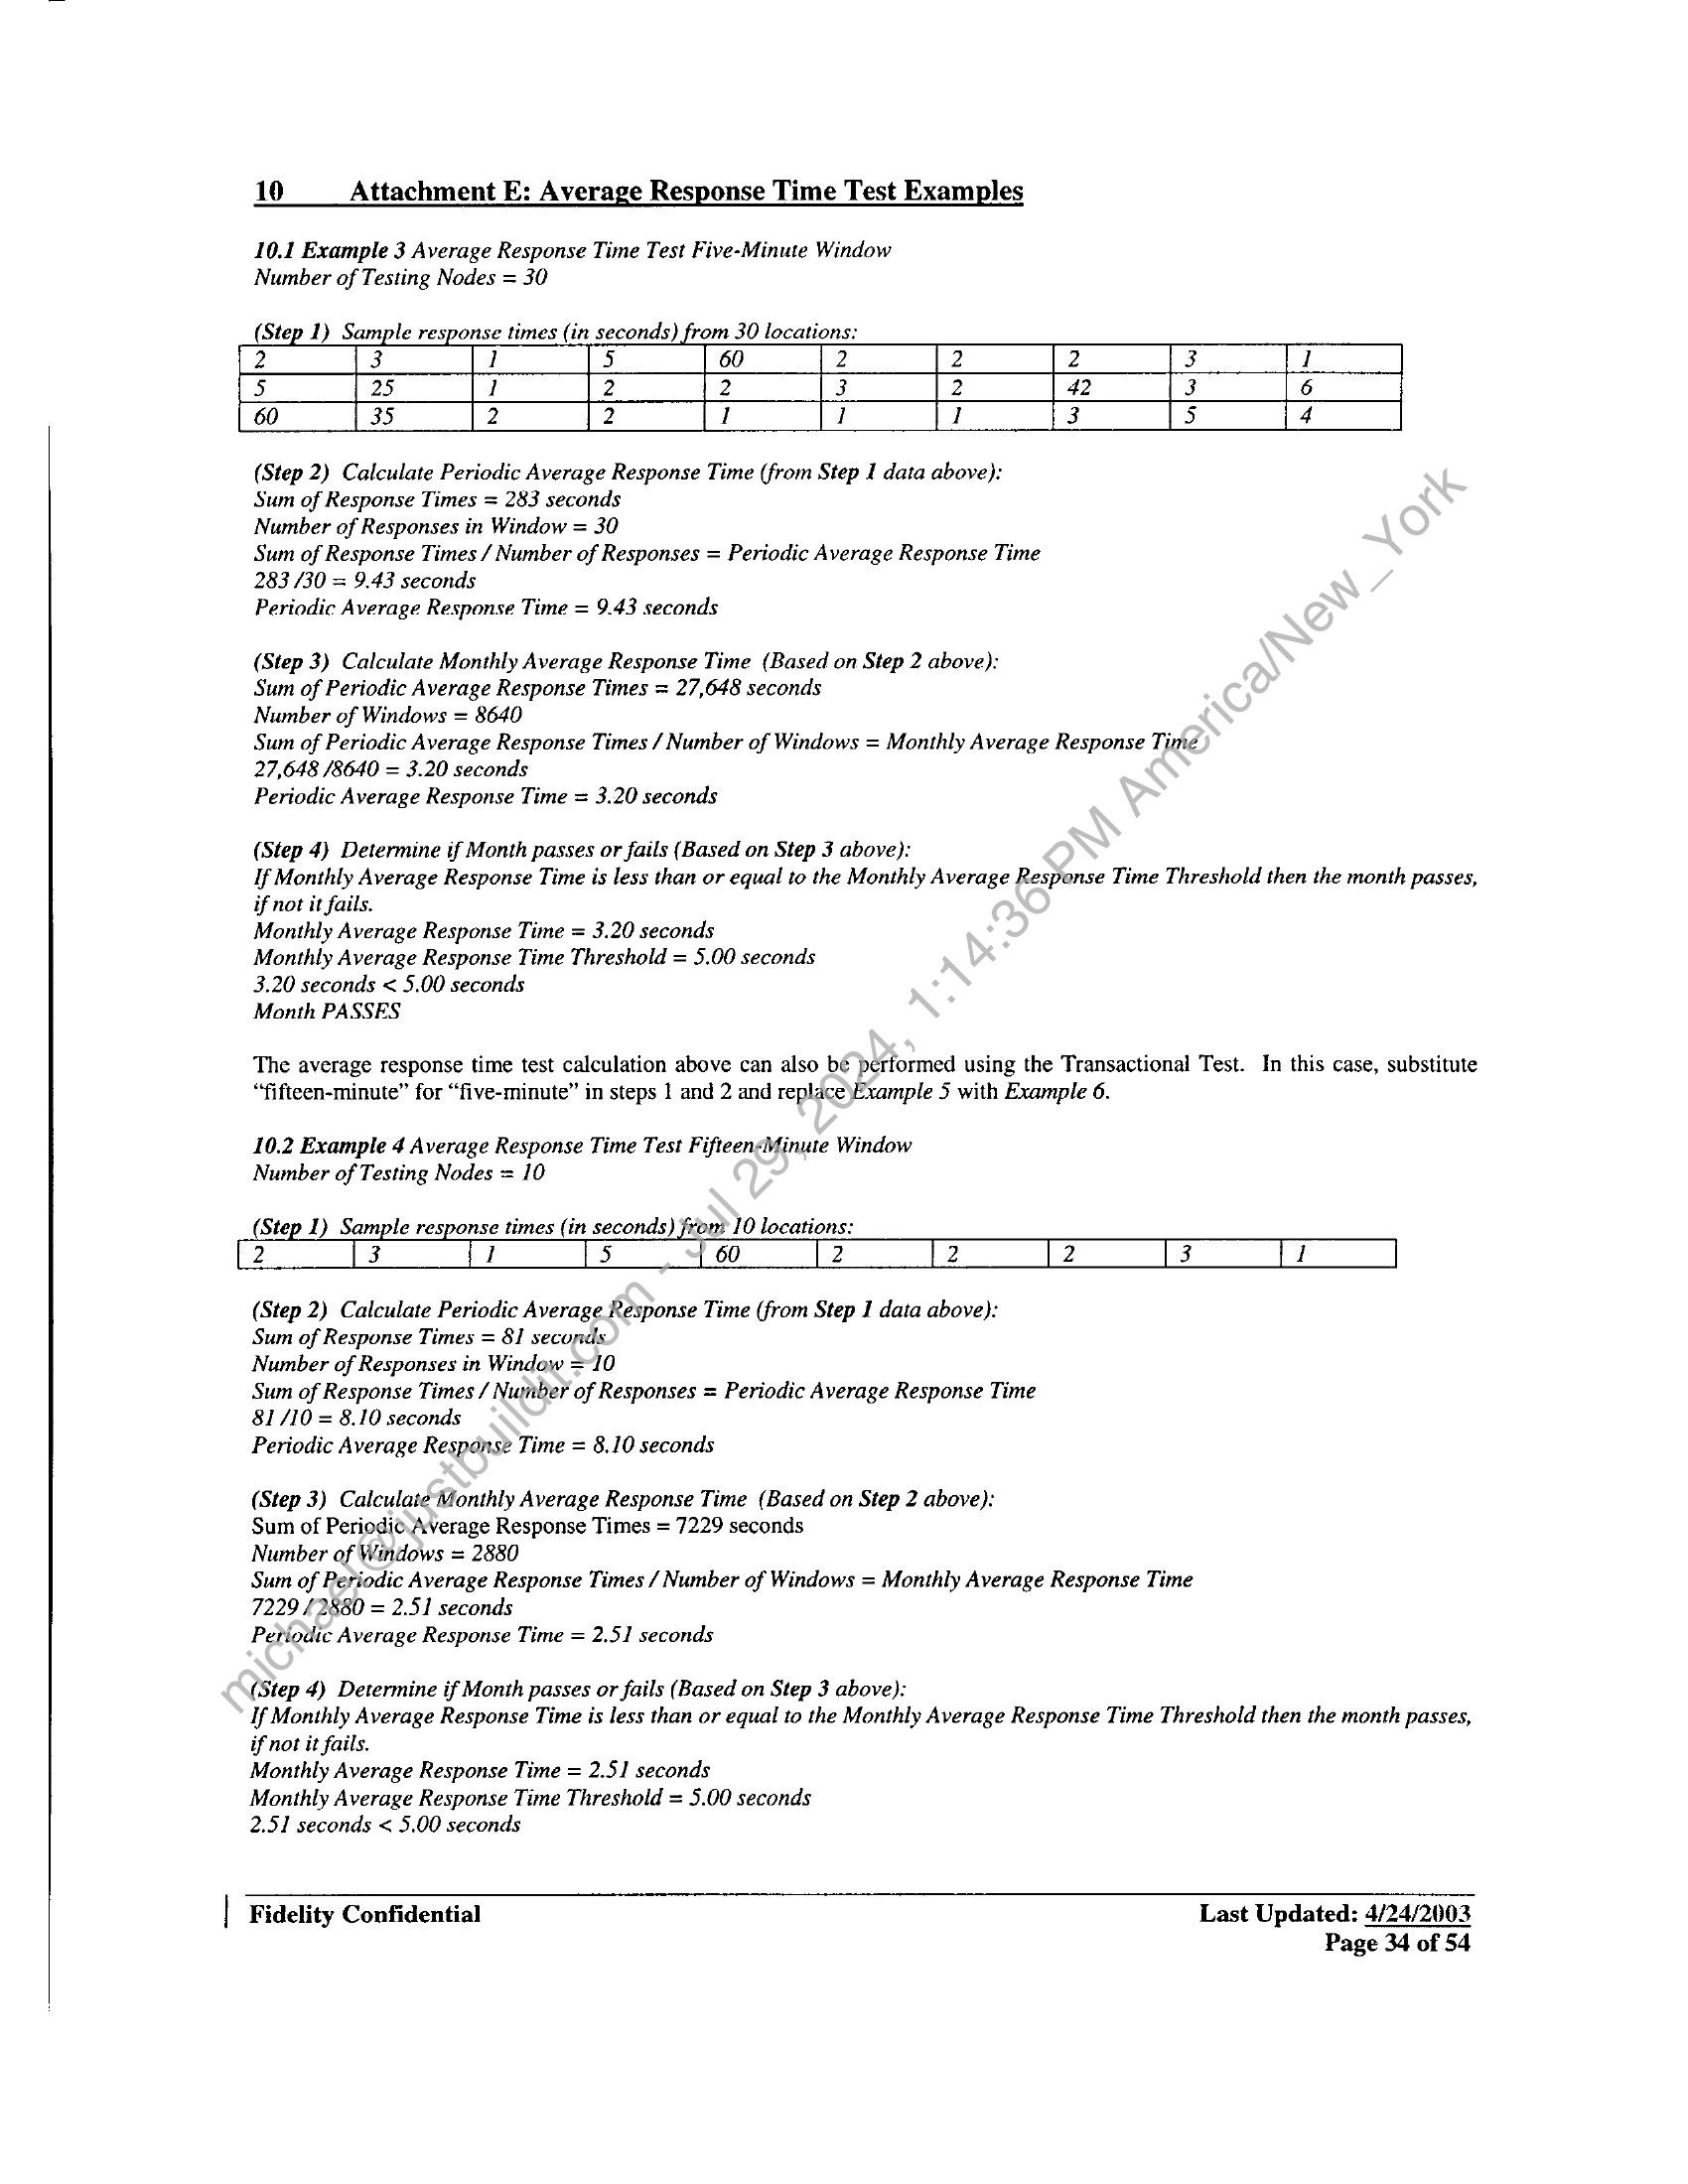 10 Attachment E: Average Response Time Test Examples
10.1 Example 3 Average Response Time Test Five-Minute Window
Number of Testing Nodes = 30
(Step 1) Sample response times (in seconds) from 30 locations:
2 3 1 5 60 2 2 2 3 1
5 25 1 2 2 3 2 42 3 6
60 35 2 2 1 1 1 3 5 4
(Step 2) Calculate Periodic Average Response Time (from Step 1 data above):
Sum of Response Times = 283 seconds
Number of Responses in Window = 30
Sum of Response Times / Number of Responses = Periodic Average Response Time
283 /30 = 9.43 seconds
Periodic Average Response Time = 9.43 seconds
(Step 3) Calculate Monthly Average Response Time (Based on Step 2 above):
Sum of Periodic Average Response Times = 27,648 seconds
Number of Windows = 8640
Sum of Periodic Average Response Times / Number of Windows = Monthly Average Response Time
27,648 /8640 = 3.20 seconds
Periodic Average Response Time = 3.20 seconds
(Step 4) Determine if Month passes or fails (Based on Step 3 above):
If Monthly Average Response Time is less than or equal to the Monthly Average Response Time Threshold then the month passes,
if not it fails.
Monthly Average Response Time = 3.20 seconds
Monthly Average Response Time Threshold = 5.00 seconds
3.20 seconds < 5.00 seconds
Month PASSES
The average response time test calculation above can also be performed using the Transactional Test. In this case, substitute
“fifteen-minute” for “five-minute” in steps 1 and 2 and replace Example 5 with Example 6.
10.2 Example 4 Average Response Time Test Fifteen-Minute Window
Number of Testing Nodes = 10
(Step 1) Sample response times (in seconds) from 10 locations:
2 3 1 5 60 2 2 2 3 1
(Step 2) Calculate Periodic Average Response Time (from Step 1 data above):
Sum of Response Times = 81 seconds
Number of Responses in Window = 10
Sum of Response Times / Number of Responses = Periodic Average Response Time
81 /10 = 8.10 seconds
Periodic Average Response Time = 8.10 seconds
(Step 3) Calculate Monthly Average Response Time (Based on Step 2 above):
Sum of Periodic Average Response Times = 7229 seconds
Number of Windows = 2880
Sum of Periodic Average Response Times / Number of Windows = Monthly Average Response Time
7229 / 2880 = 2.51 seconds
Periodic Average Response Time = 2.51 seconds
(Step 4) Determine if Month passes or fails (Based on Step 3 above):
If Monthly Average Response Time is less than or equal to the Monthly Average Response Time Threshold then the month passes,
if not it fails.
Monthly Average Response Time = 2.51 seconds
Monthly Average Response Time Threshold = 5.00 seconds
2.51 seconds < 5.00 seconds
Fidelity Confidential Last Updated: 4/24/2003
Page 34 of 54
michael@justbuildit.com - Jul 29, 2024, 1:14:36 PM America/New_York